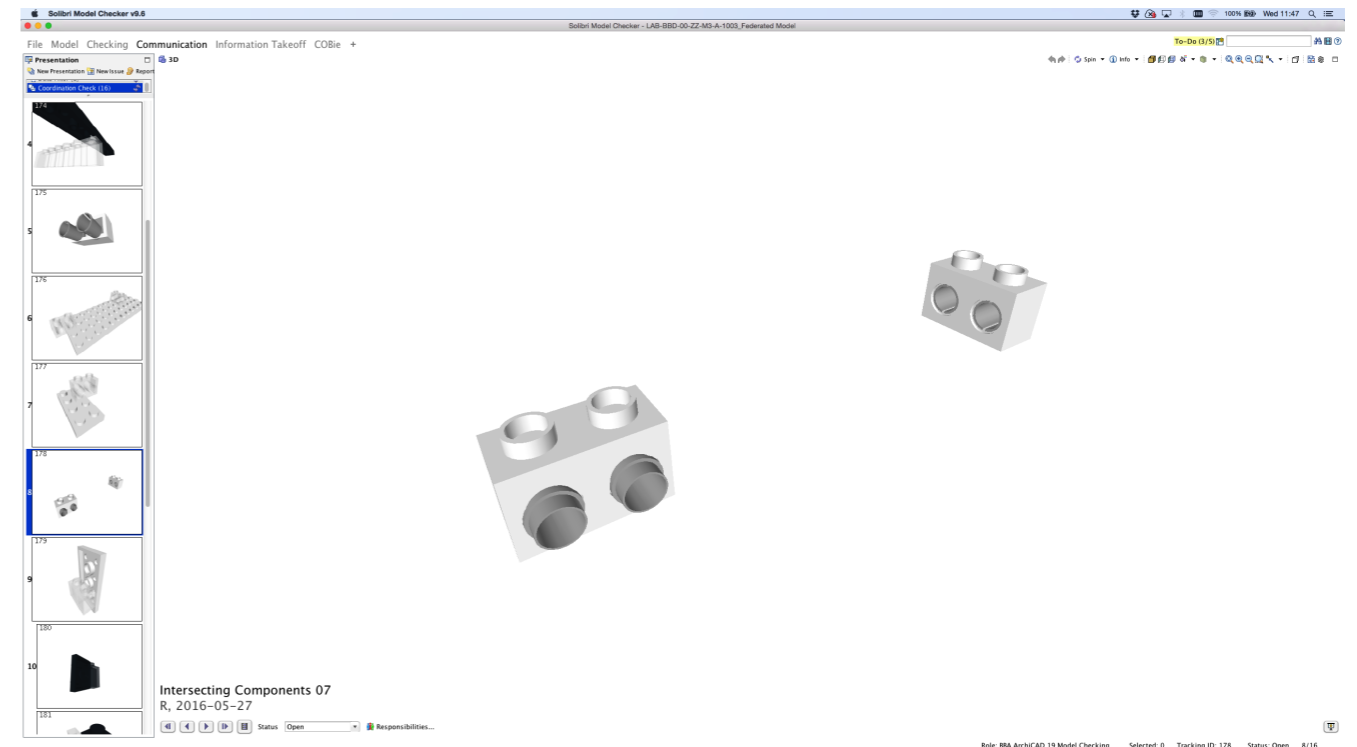 Solibri Model Checker v9.6
100% Wed 11:47
Solibri Model Checker - LAB-BBD-00-ZZ-M3-A-1003_Federated Model
File Model Checking Communication Information Takeoff COBie +
To-Do (3/5)
Presentation
3D
Spin Info
New Presentation New Issue Report
Coordination Check (16)
174
4
175
5
176
6
177
7
178
8
179
9
180
10
181
Intersecting Components 07
R, 2016-05-27
Status Open Responsibilities...
Role: BBA ArchiCAD 19 Model Checking Selected: 0 Tracking ID: 178 Status: Open 8/16